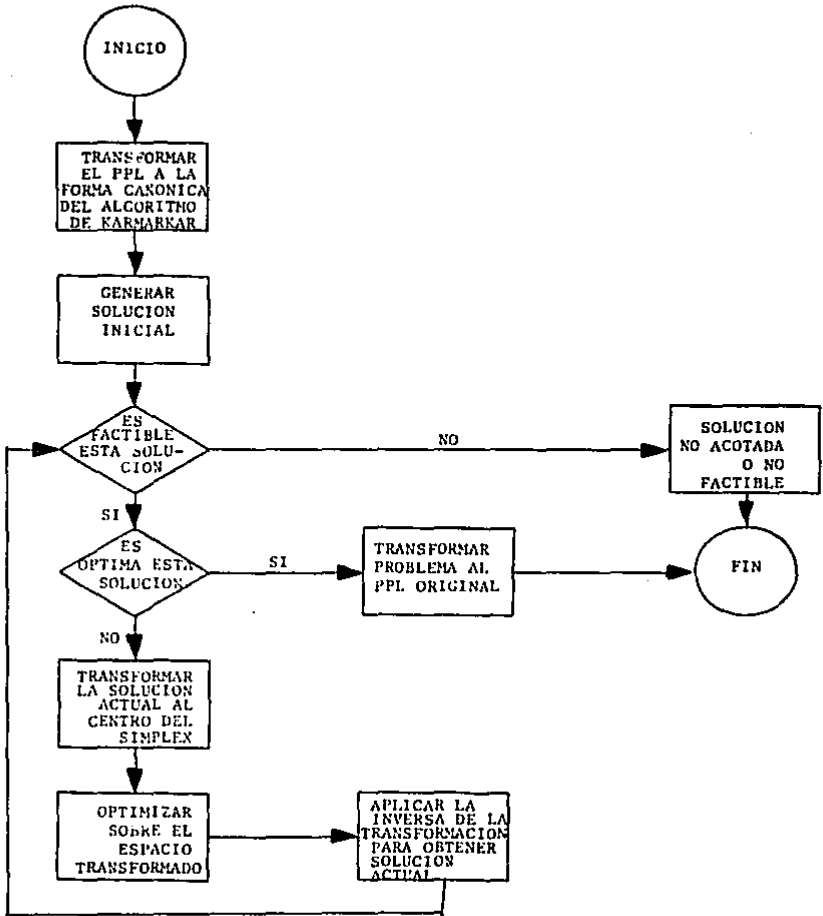 INICIO
TRANSFORMAR
EL PPL A LA
FORMA CANONICA
DEL ALGORITMO
DE KARMARKAR
GENERAR
SOLUCION
INICIAL
ES
FACTIBLE
ESTA SOLU-
CION
NO
SOLUCION
NO ACOTADA
O NO
FACTIBLE
SI
ES
OPTIMA ESTA
SOLUCION
SI
TRANSFORMAR
PROBLEMA AL
PPL ORIGINAL
FIN
NO
TRANSFORMAR
LA SOLUCION
ACTUAL AL
CENTRO DEL
SIMPLEX
OPTIMIZAR
SOBRE EL
ESPACIO
TRANSFORMADO
APLICAR LA
INVERSA DE LA
TRANSFORMACION
PARA OBTENER
SOLUCION
ACTUAL